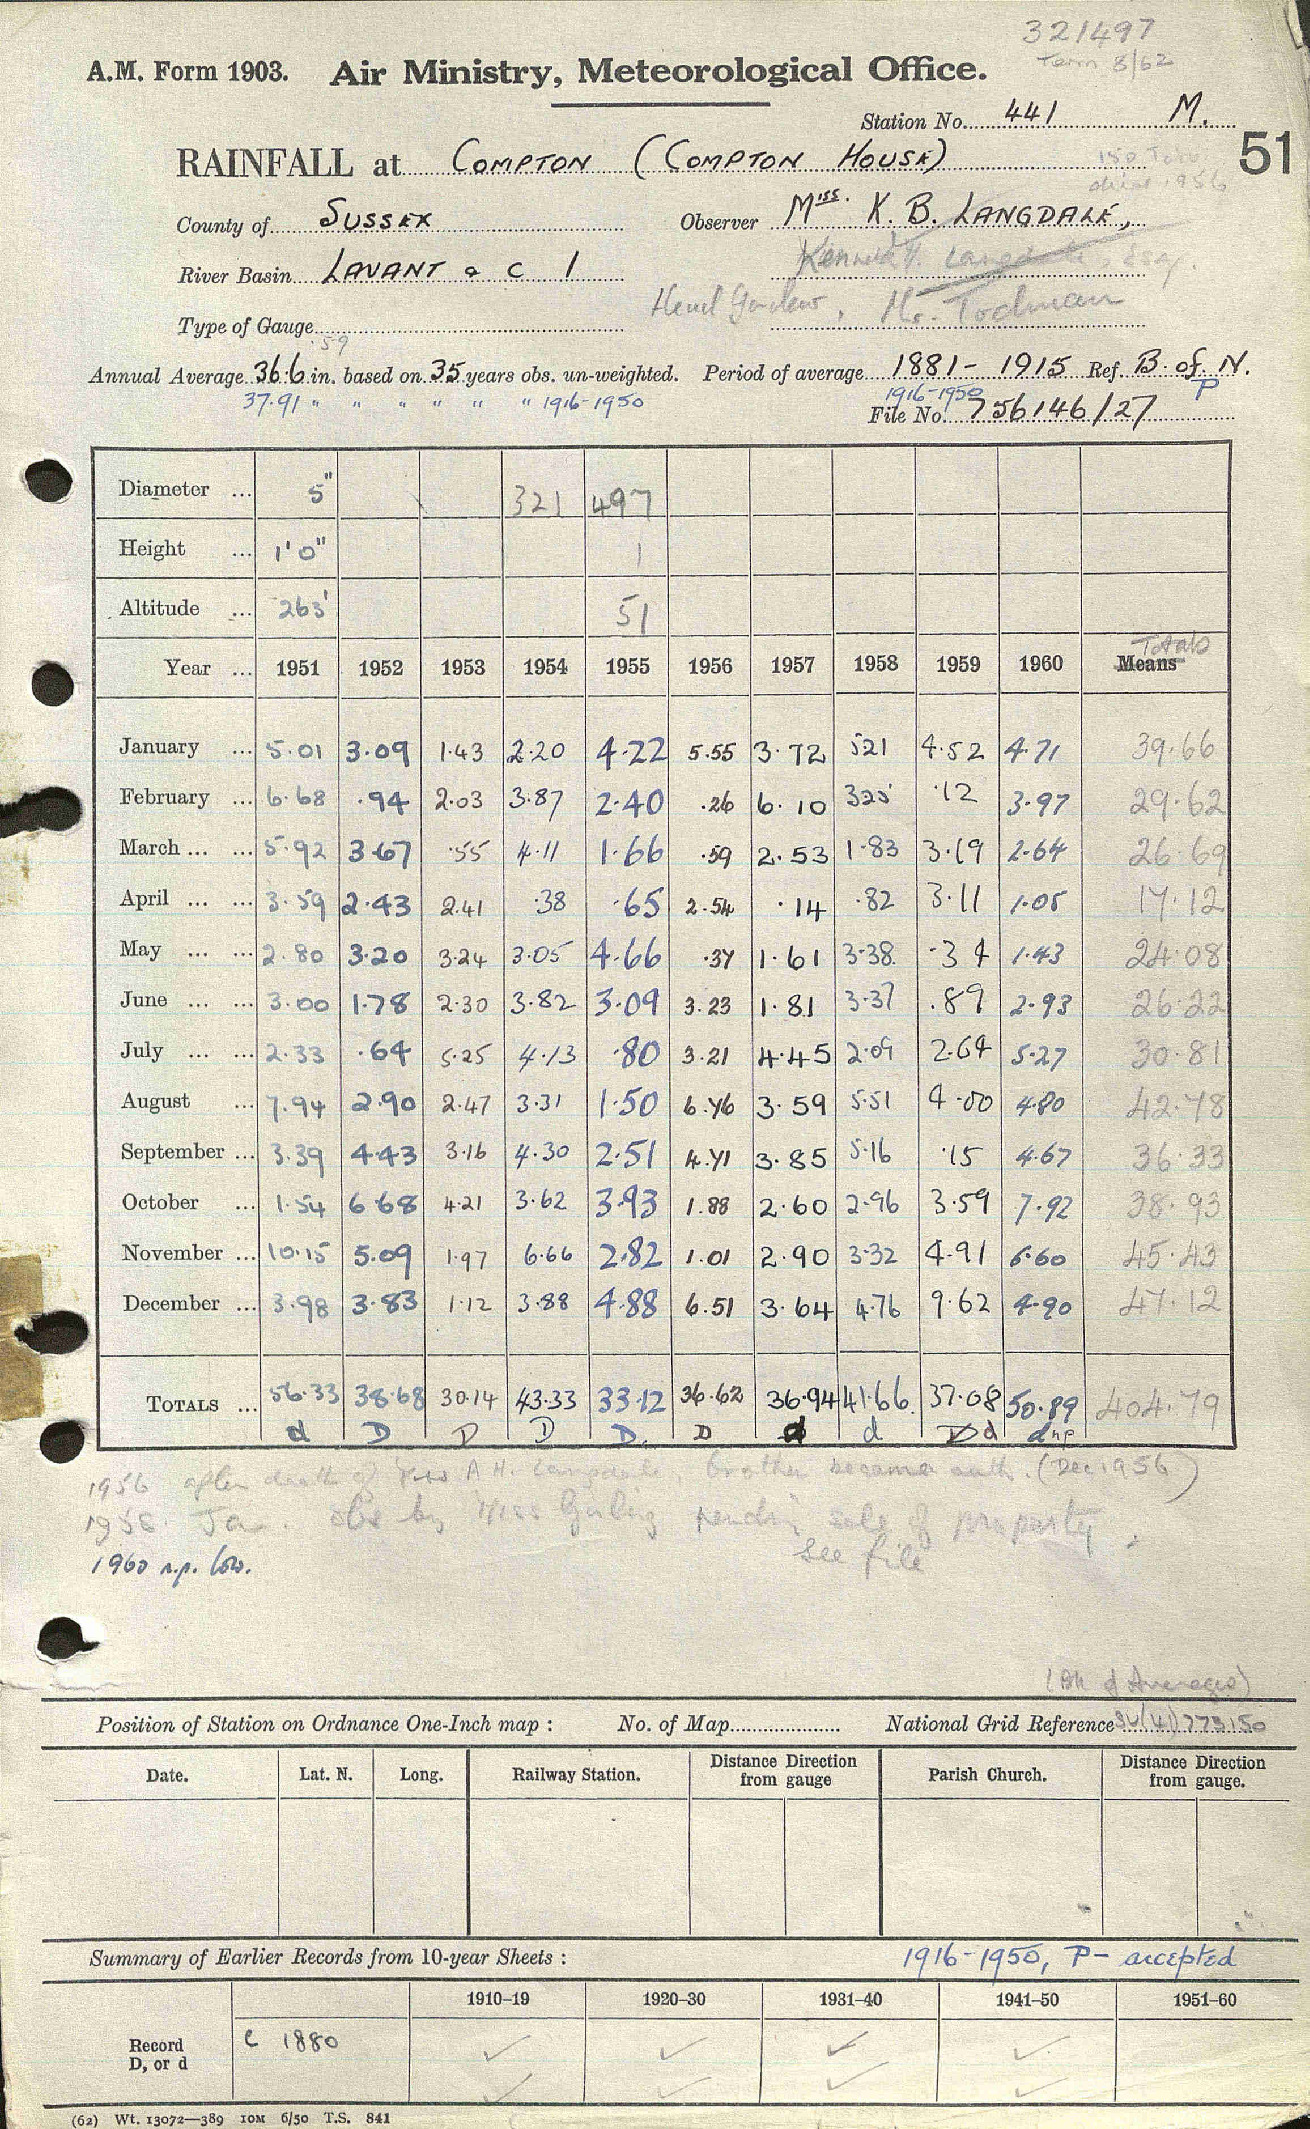 321497
Term 8/62
A.M. Form 1903. Air Ministry, Meteorological Office.
Station No. 441 M.
51
RAINFALL at COMPTON (COMPTON HOUSE)
died 1956
County of SUSSEX Observer Miss. K. B. LANGDALE,
River Basin LAVANT & C 1 Kenneth Langdale, Esq.
Head Gardener, Mr. Todman
Type of Gauge
.59
Annual Average 36.6 in. based on 35 years obs. un-weighted. Period of average 1881-1915 Ref. B. of N.
37.91 " " " " " " 1916-1950 1916-1950 P
File No. 756146/27
Diameter ... 5" 321 497
Height ... 1' 0" 1
Altitude ... 263' 51
Totals
Year ... 1951 1952 1953 1954 1955 1956 1957 1958 1959 1960 Means
January ... 5.01 3.09 1.43 2.20 4.22 5.55 3.72 521 4.52 4.71 39.66
February ... 6.68 .94 2.03 3.87 2.40 .26 6.10 325 .12 3.97 29.62
March ... ... 5.92 3.67 .55 4.11 1.66 .59 2.53 1.83 3.19 2.64 26.69
April ... ... 3.59 2.43 2.41 .38 .65 2.54 .14 .82 3.11 1.05 17.12
May ... ... 2.80 3.20 3.24 3.05 4.66 .37 1.61 3.38 .34 1.43 24.08
June ... ... 3.00 1.78 2.30 3.82 3.09 3.23 1.81 3.37 .89 2.93 26.22
July ... ... 2.33 .64 5.25 4.13 .80 3.21 4.45 2.09 2.64 5.27 30.81
August ... 7.94 2.90 2.47 3.31 1.50 6.76 3.59 5.51 4.00 4.80 42.78
September ... 3.39 4.43 3.16 4.30 2.51 4.71 3.85 5.16 .15 4.67 36.33
October ... 1.54 6.68 4.21 3.62 3.93 1.88 2.60 2.96 3.59 7.92 38.93
November ... 10.15 5.09 1.97 6.66 2.82 1.01 2.90 3.32 4.91 6.60 45.43
December ... 3.98 3.83 1.12 3.88 4.88 6.51 3.64 4.76 9.62 4.90 47.12
TOTALS ... 56.33 38.68 30.14 43.33 33.12 36.62 36.94 41.66 37.08 50.89 404.79
d D D D D. D d d D d d np
1956 after death of A H. Langdale, brother became auth. (Dec 1956)
1958. Jan. obs by Miss Goling pending sale of property.
See file
1960 n.p. low.
(Bk of Averages)
Position of Station on Ordnance One-Inch map : No. of Map National Grid Reference SU(41)773150
Date. Lat. N. Long. Railway Station. Distance from gauge Direction Parish Church. Distance from gauge. Direction
Summary of Earlier Records from 10-year Sheets : 1916-1950, P- accepted
1910–19 1920–30 1931–40 1941–50 1951–60
Record D, or d C 1880 ✓ ✓ ✓ ✓
✓ ✓ ✓ ✓
(62) Wt. 13072—389 10M 6/50 T.S. 841